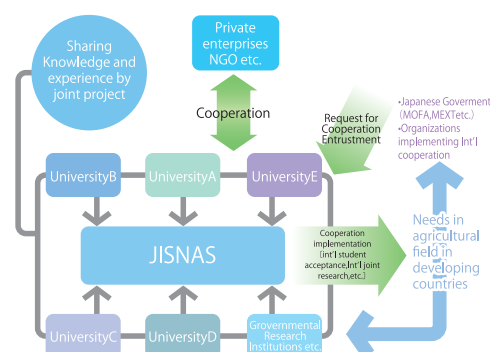 Sharing
Knowledge and
experience by
joint project
Private
enterprises
NGO etc.
Cooperation
Request for
Cooperation
Entrustment
•Japanese Goverment
(MOFA,MEXTetc.)
•Organizations
implementing Int'l
cooperation
UniversityB
UniversityA
UniversityE
JISNAS
Cooperation
implementation
[int'l student
acceptance,Int'l joint
research,etc.]
Needs in
agricultural
field in
developing
countries
UniversityC
UniversityD
Grovernmental
Research
Institutions etc.